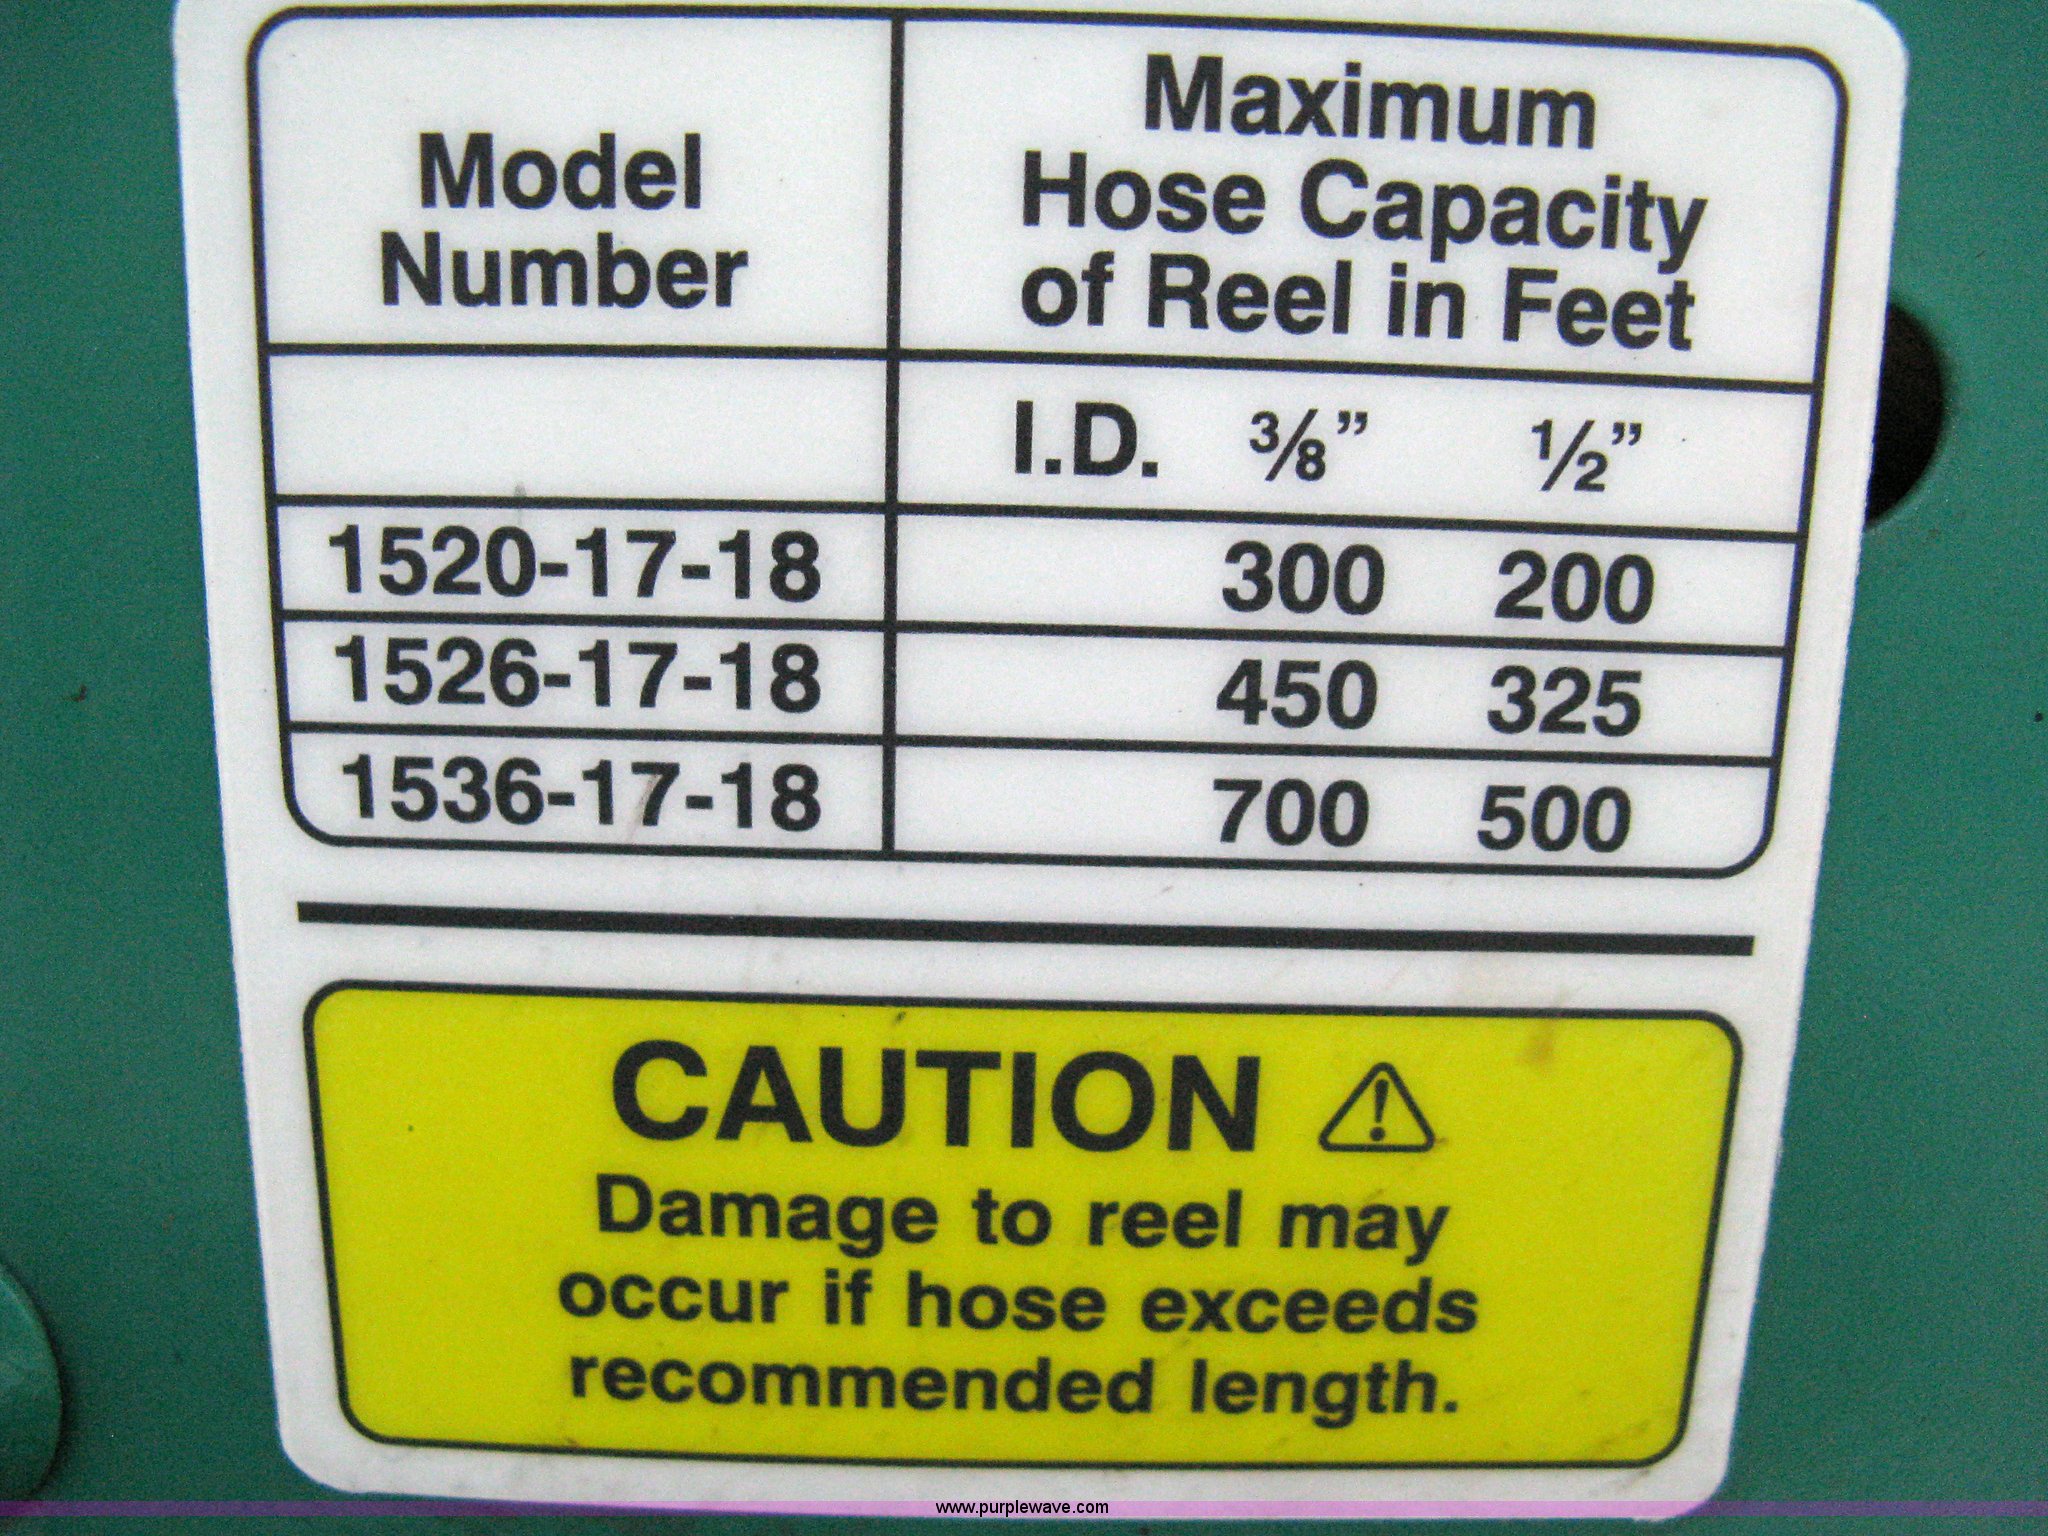 Model
Number
Maximum
Hose Capacity
of Reel in Feet
I.D. 3/8” 1/2”
1520-17-18 300 200
1526-17-18 450 325
1536-17-18 700 500
CAUTION
Damage to reel may
occur if hose exceeds
recommended length.
www.purplewave.com